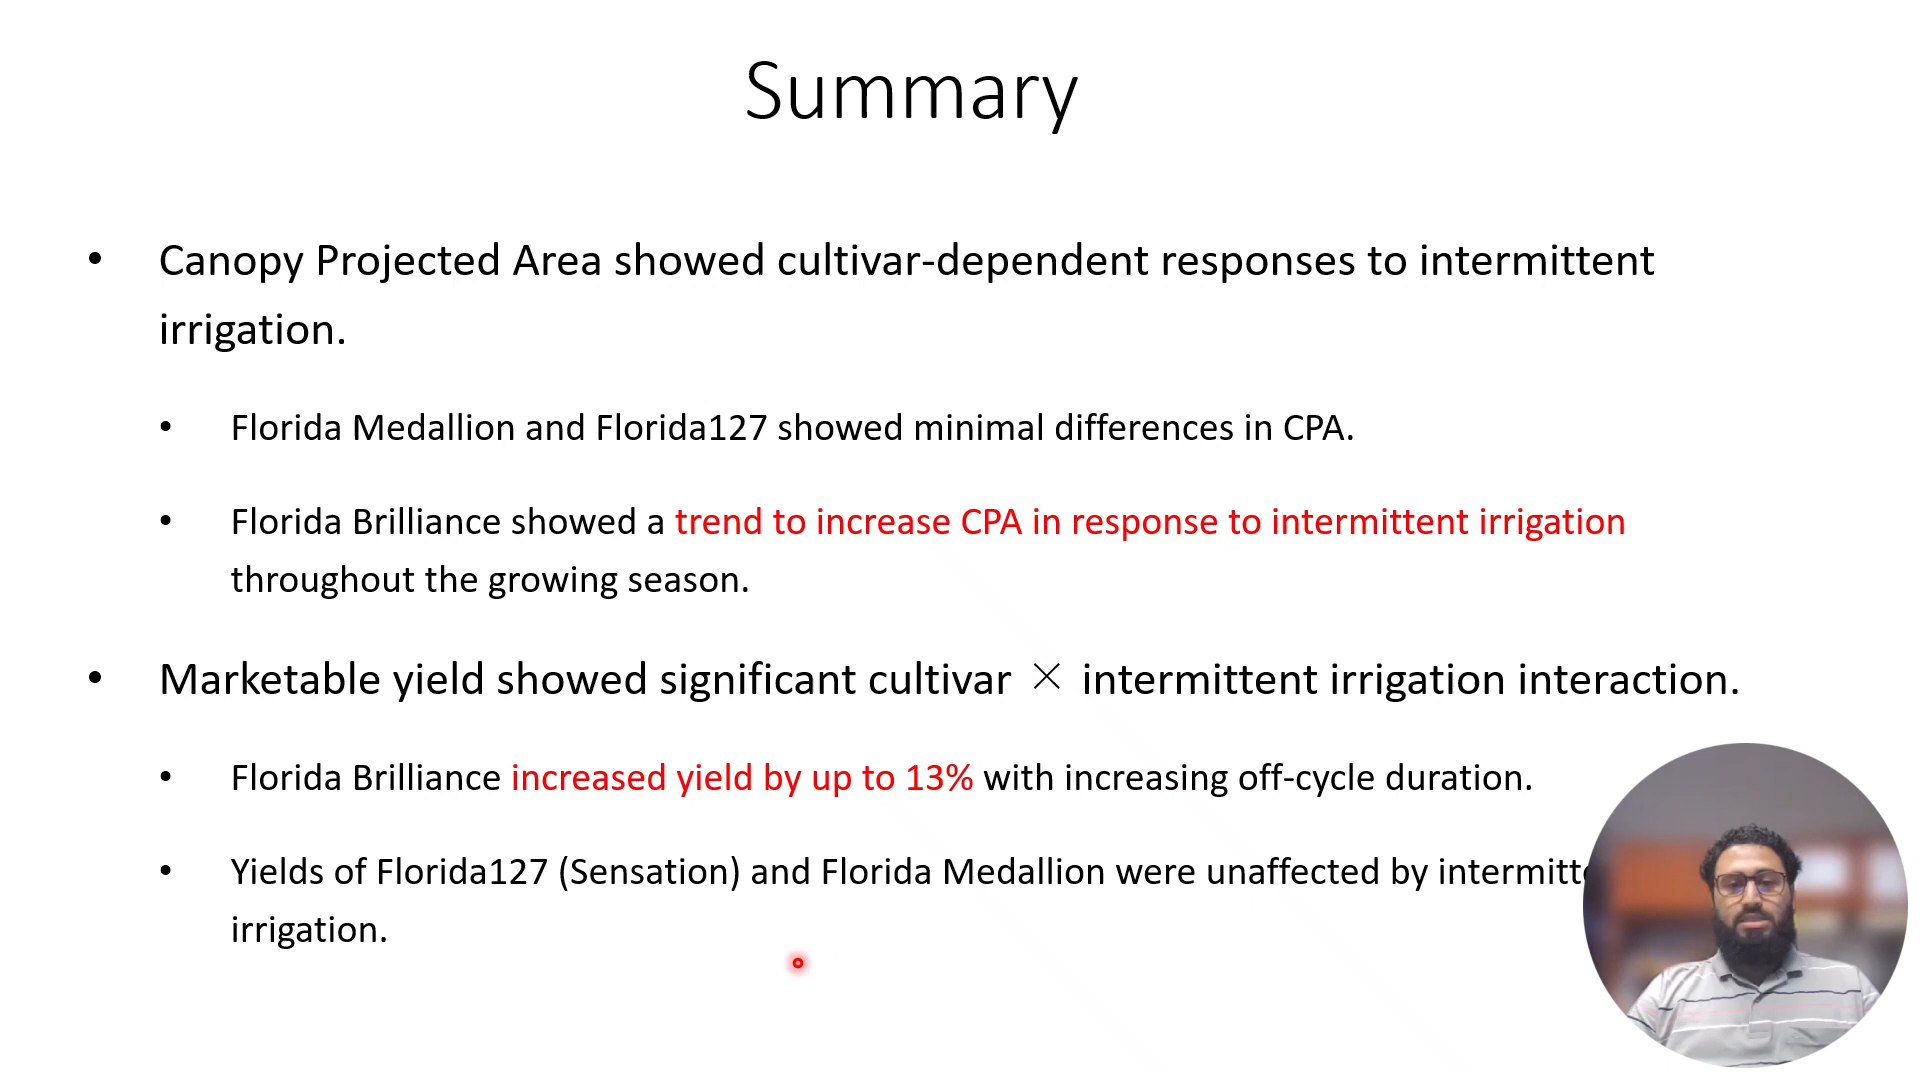 Summary
• Canopy Projected Area showed cultivar-dependent responses to intermittent
irrigation.
• Florida Medallion and Florida127 showed minimal differences in CPA.
• Florida Brilliance showed a trend to increase CPA in response to intermittent irrigation
throughout the growing season.
• Marketable yield showed significant cultivar × intermittent irrigation interaction.
• Florida Brilliance increased yield by up to 13% with increasing off-cycle duration.
• Yields of Florida127 (Sensation) and Florida Medallion were unaffected by
irrigation.